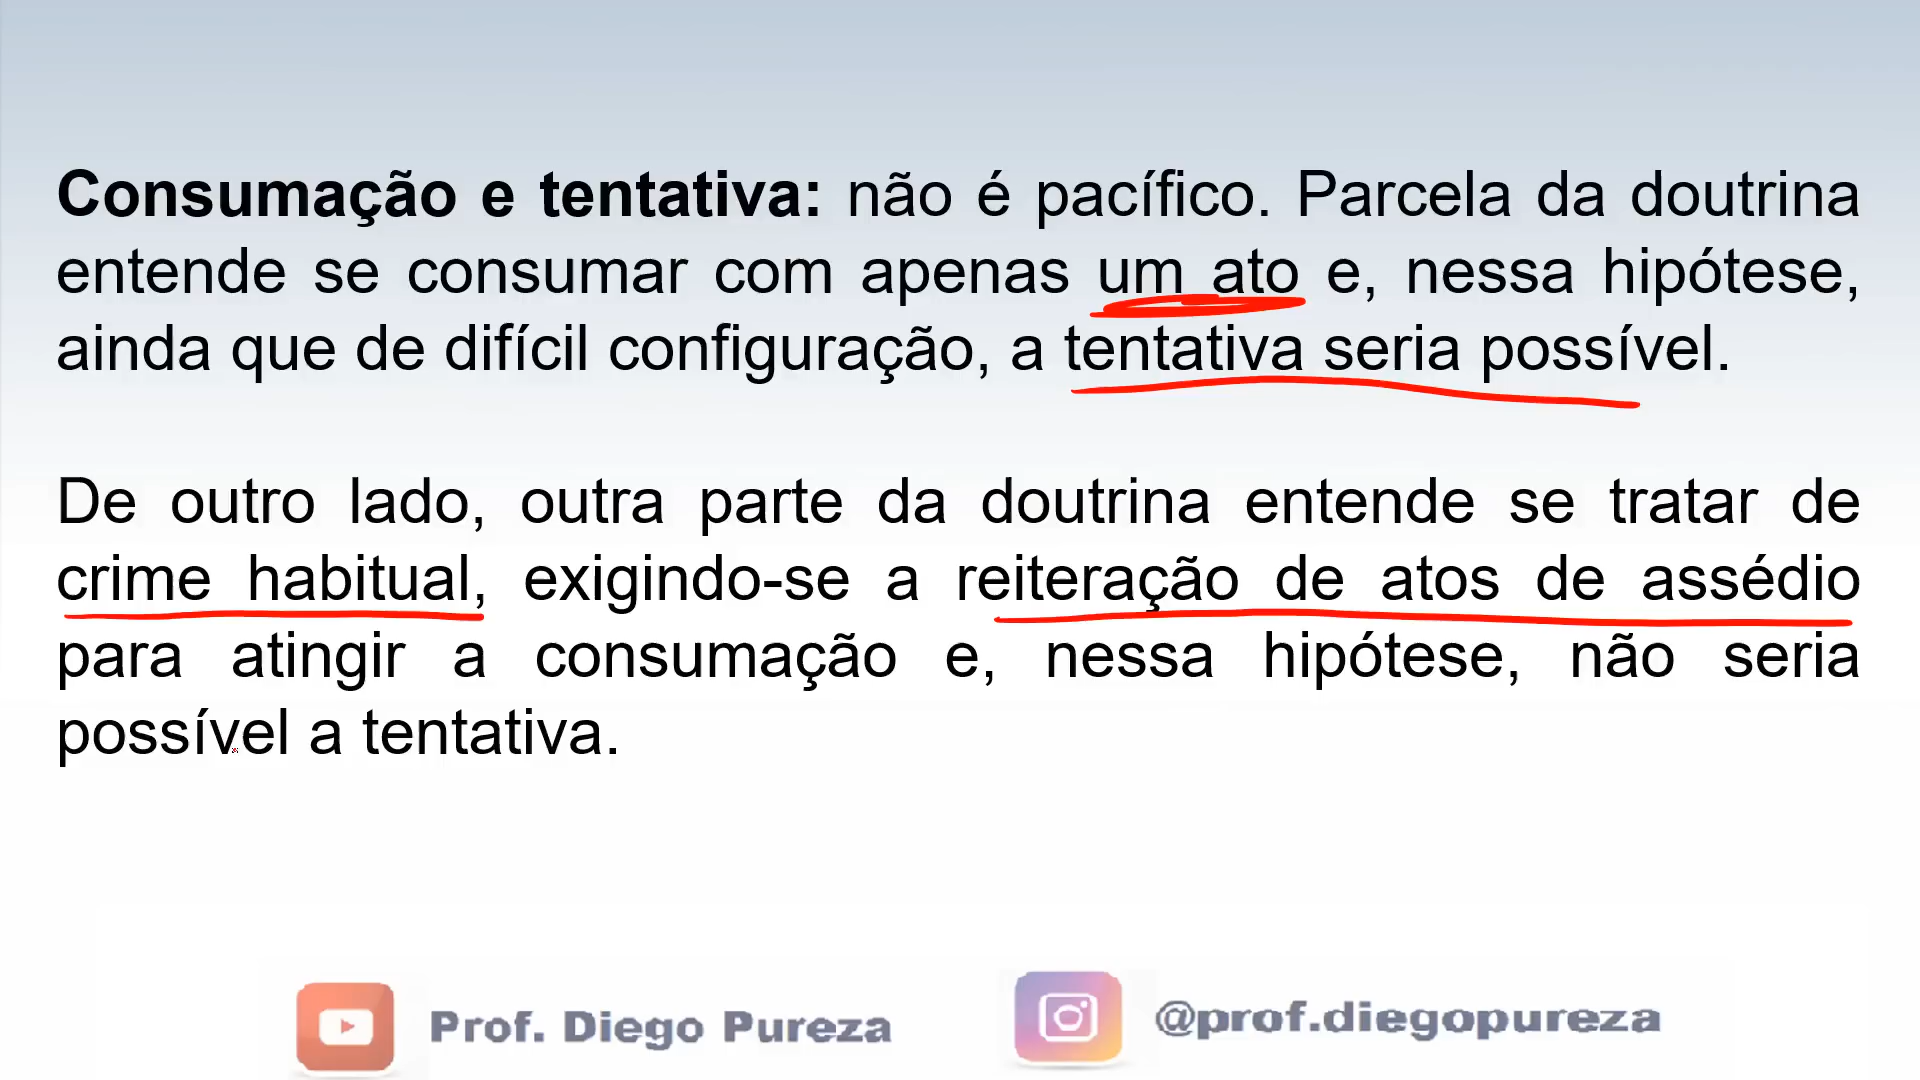 Consumação e tentativa: não é pacífico. Parcela da doutrina
entende se consumar com apenas um ato e, nessa hipótese,
ainda que de difícil configuração, a tentativa seria possível.
De outro lado, outra parte da doutrina entende se tratar de
crime habitual, exigindo-se a reiteração de atos de assédio
para atingir a consumação e, nessa hipótese, não seria
possível a tentativa.
Prof. Diego Pureza
@prof.diegopureza